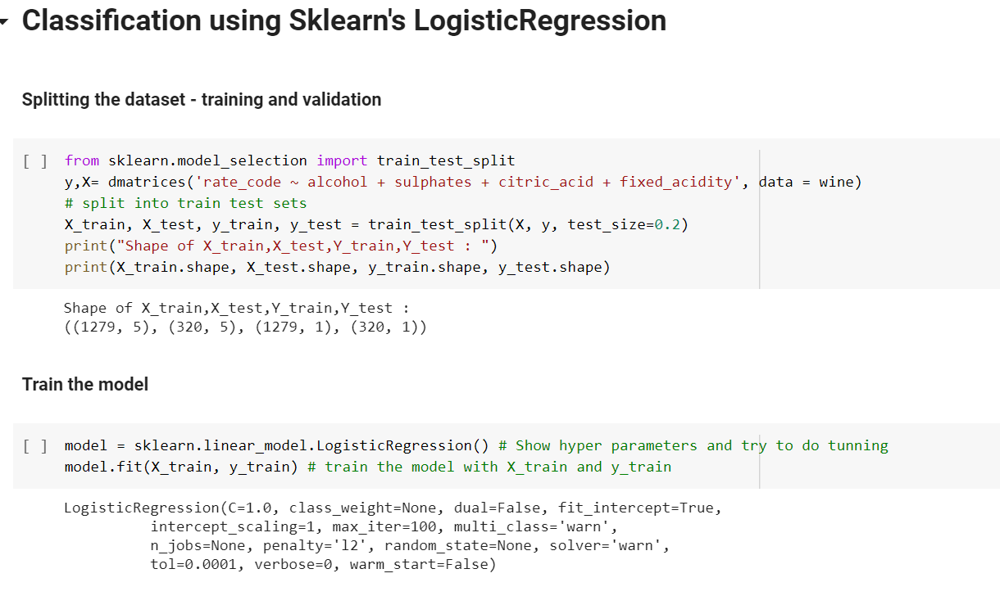 Classification using Sklearn's LogisticRegression
Splitting the dataset - training and validation
[ ] from sklearn.model_selection import train_test_split
y,X= dmatrices('rate_code ~ alcohol + sulphates + citric_acid + fixed_acidity', data = wine)
# split into train test sets
X_train, X_test, y_train, y_test = train_test_split(X, y, test_size=0.2)
print("Shape of X_train,X_test,Y_train,Y_test : ")
print(X_train.shape, X_test.shape, y_train.shape, y_test.shape)
Shape of X_train,X_test,Y_train,Y_test :
((1279, 5), (320, 5), (1279, 1), (320, 1))
Train the model
[ ] model = sklearn.linear_model.LogisticRegression() # Show hyper parameters and try to do tunning
model.fit(X_train, y_train) # train the model with X_train and y_train
LogisticRegression(C=1.0, class_weight=None, dual=False, fit_intercept=True,
intercept_scaling=1, max_iter=100, multi_class='warn',
n_jobs=None, penalty='l2', random_state=None, solver='warn',
tol=0.0001, verbose=0, warm_start=False)